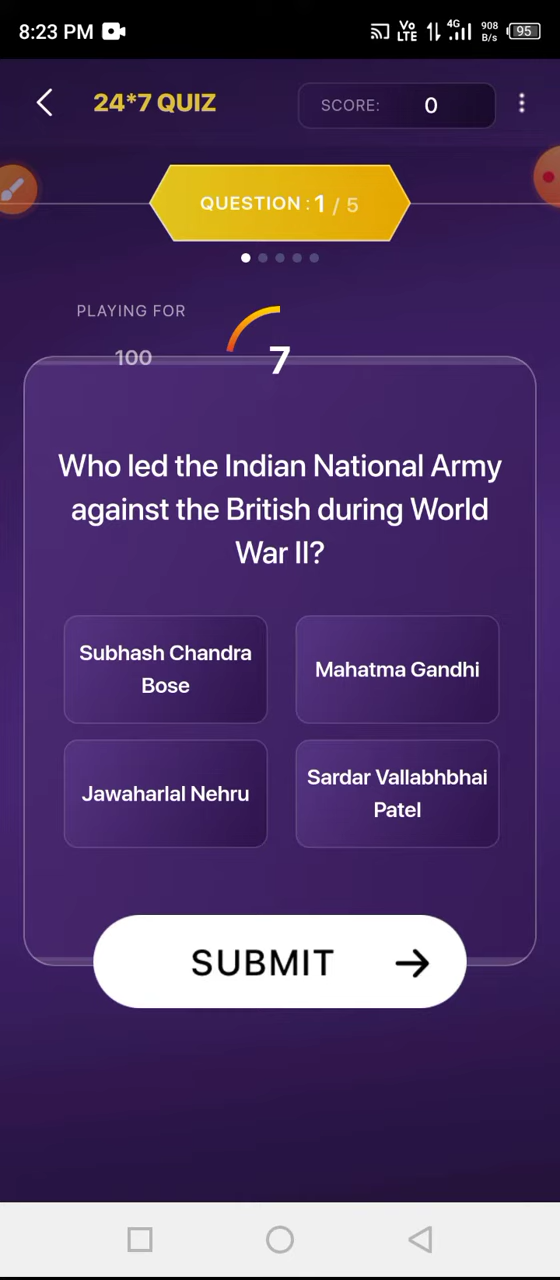 8:23 PM
Vo LTE 4G 908 B/s 95
24*7 QUIZ
SCORE: 0
QUESTION : 1 / 5
PLAYING FOR
100
7
Who led the Indian National Army
against the British during World
War II?
Subhash Chandra
Bose
Mahatma Gandhi
Jawaharlal Nehru
Sardar Vallabhbhai
Patel
SUBMIT